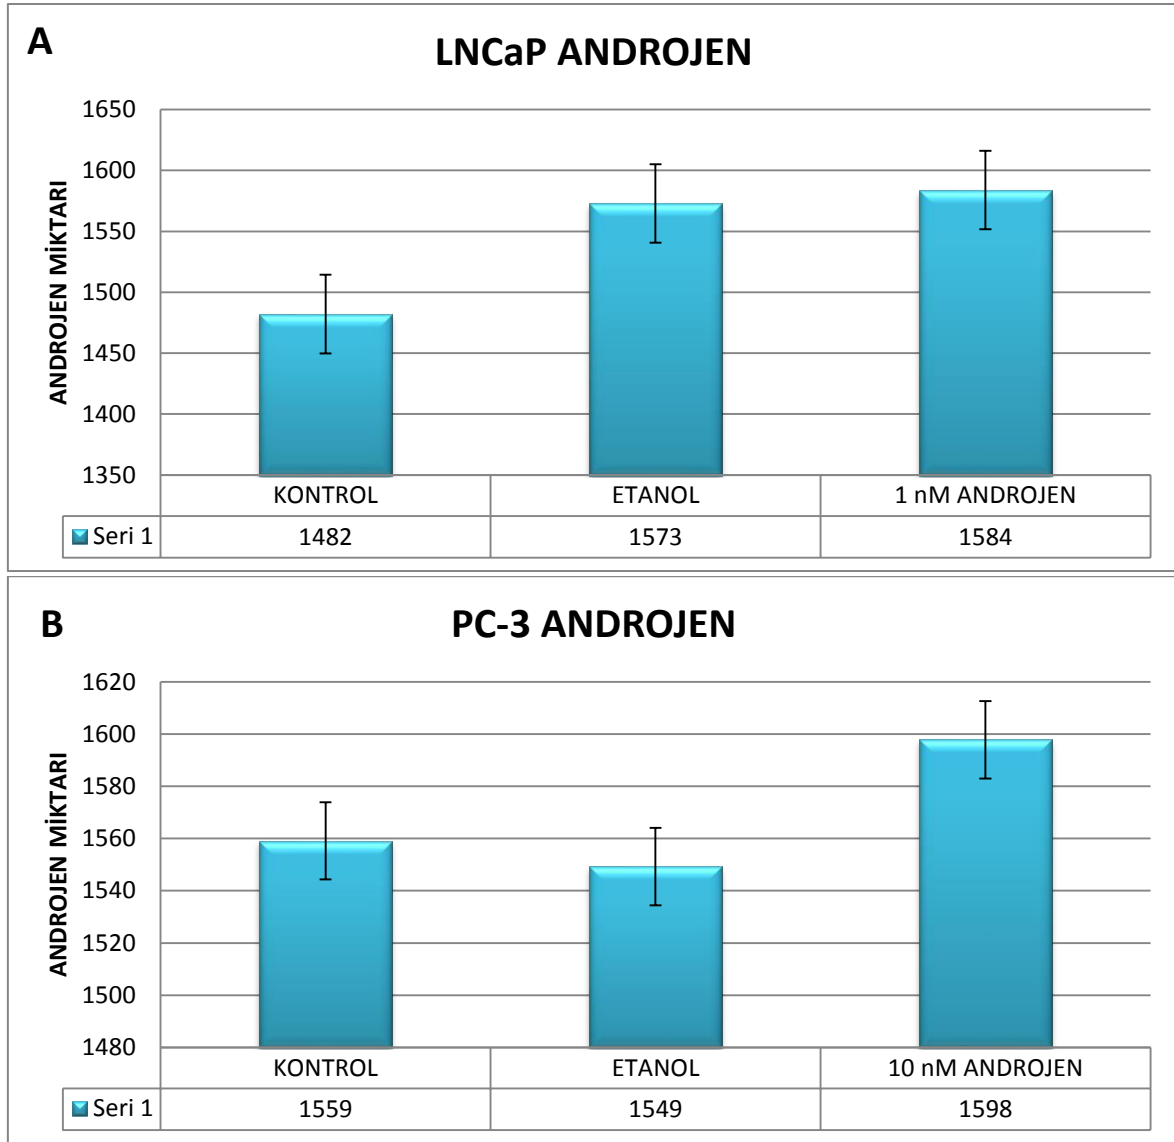 A
LNCaP ANDROJEN
ANDROJEN MİKTARI
1650
1600
1550
1500
1450
1400
1350
KONTROL ETANOL 1 nM ANDROJEN
Seri 1 1482 1573 1584
B
PC-3 ANDROJEN
ANDROJEN MİKTARI
1620
1600
1580
1560
1540
1520
1500
1480
KONTROL ETANOL 10 nM ANDROJEN
Seri 1 1559 1549 1598